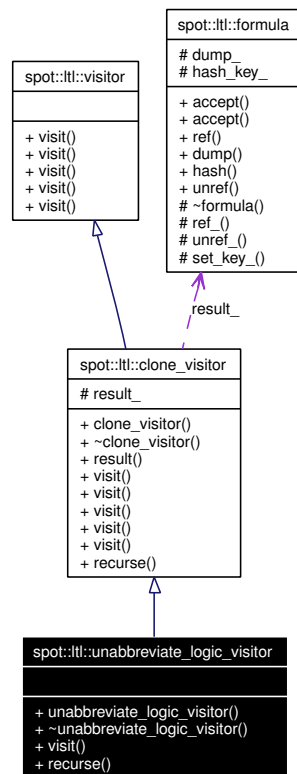 spot::ltl::formula
# dump_
# hash_key_
+ accept()
+ accept()
+ ref()
+ dump()
+ hash()
+ unref()
# ~formula()
# ref_()
# unref_()
# set_key_()
spot::ltl::visitor
+ visit()
+ visit()
+ visit()
+ visit()
+ visit()
result_
spot::ltl::clone_visitor
# result_
+ clone_visitor()
+ ~clone_visitor()
+ result()
+ visit()
+ visit()
+ visit()
+ visit()
+ visit()
+ recurse()
spot::ltl::unabbreviate_logic_visitor
+ unabbreviate_logic_visitor()
+ ~unabbreviate_logic_visitor()
+ visit()
+ recurse()